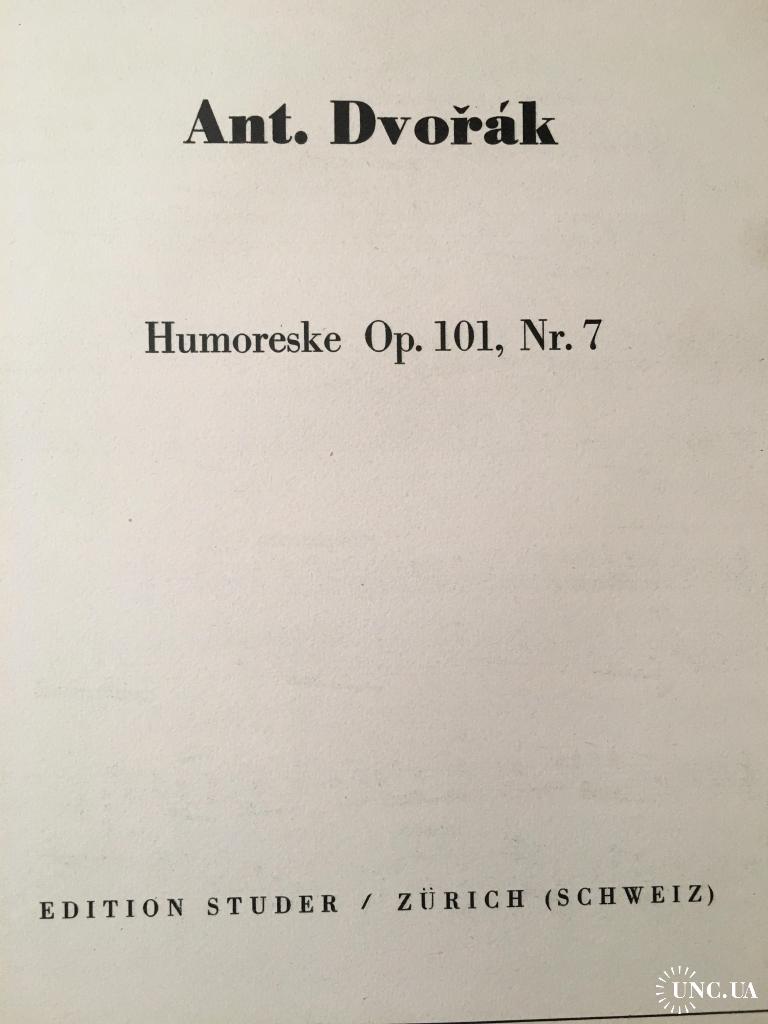 Ant. Dvořák
Humoreske Op. 101, Nr. 7
EDITION STUDER / ZÜRICH (SCHWEIZ)
UNC.UA